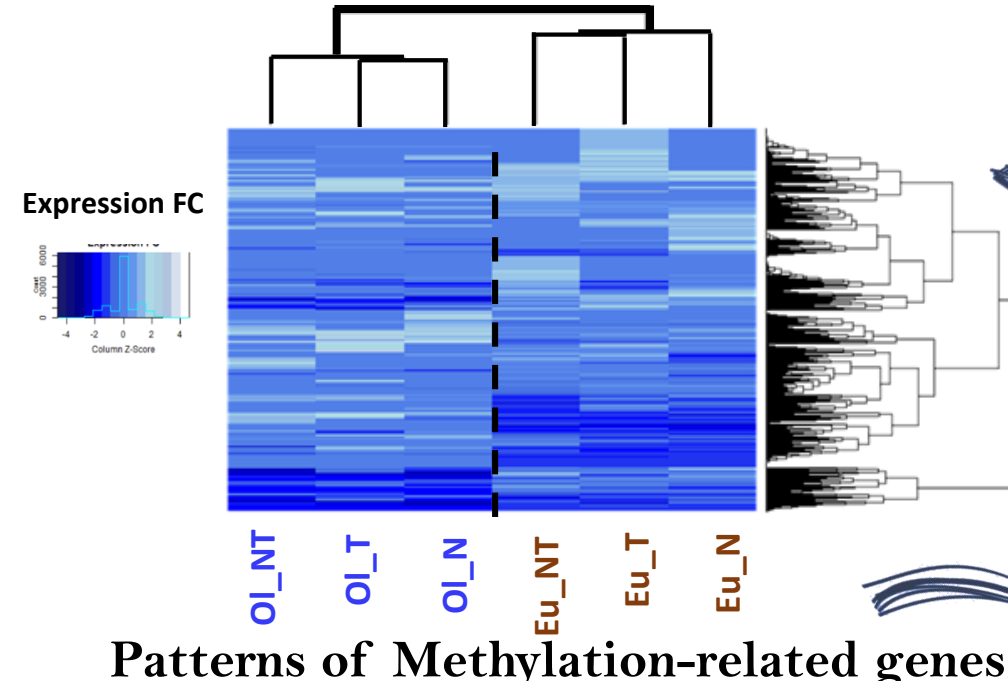 Expression FC
Expression FC
Count
0 3000 6000
-4 -2 0 2 4
Column Z-Score
Ol_NT
Ol_T
Ol_N
Eu_NT
Eu_T
Eu_N
Patterns of Methylation-related genes